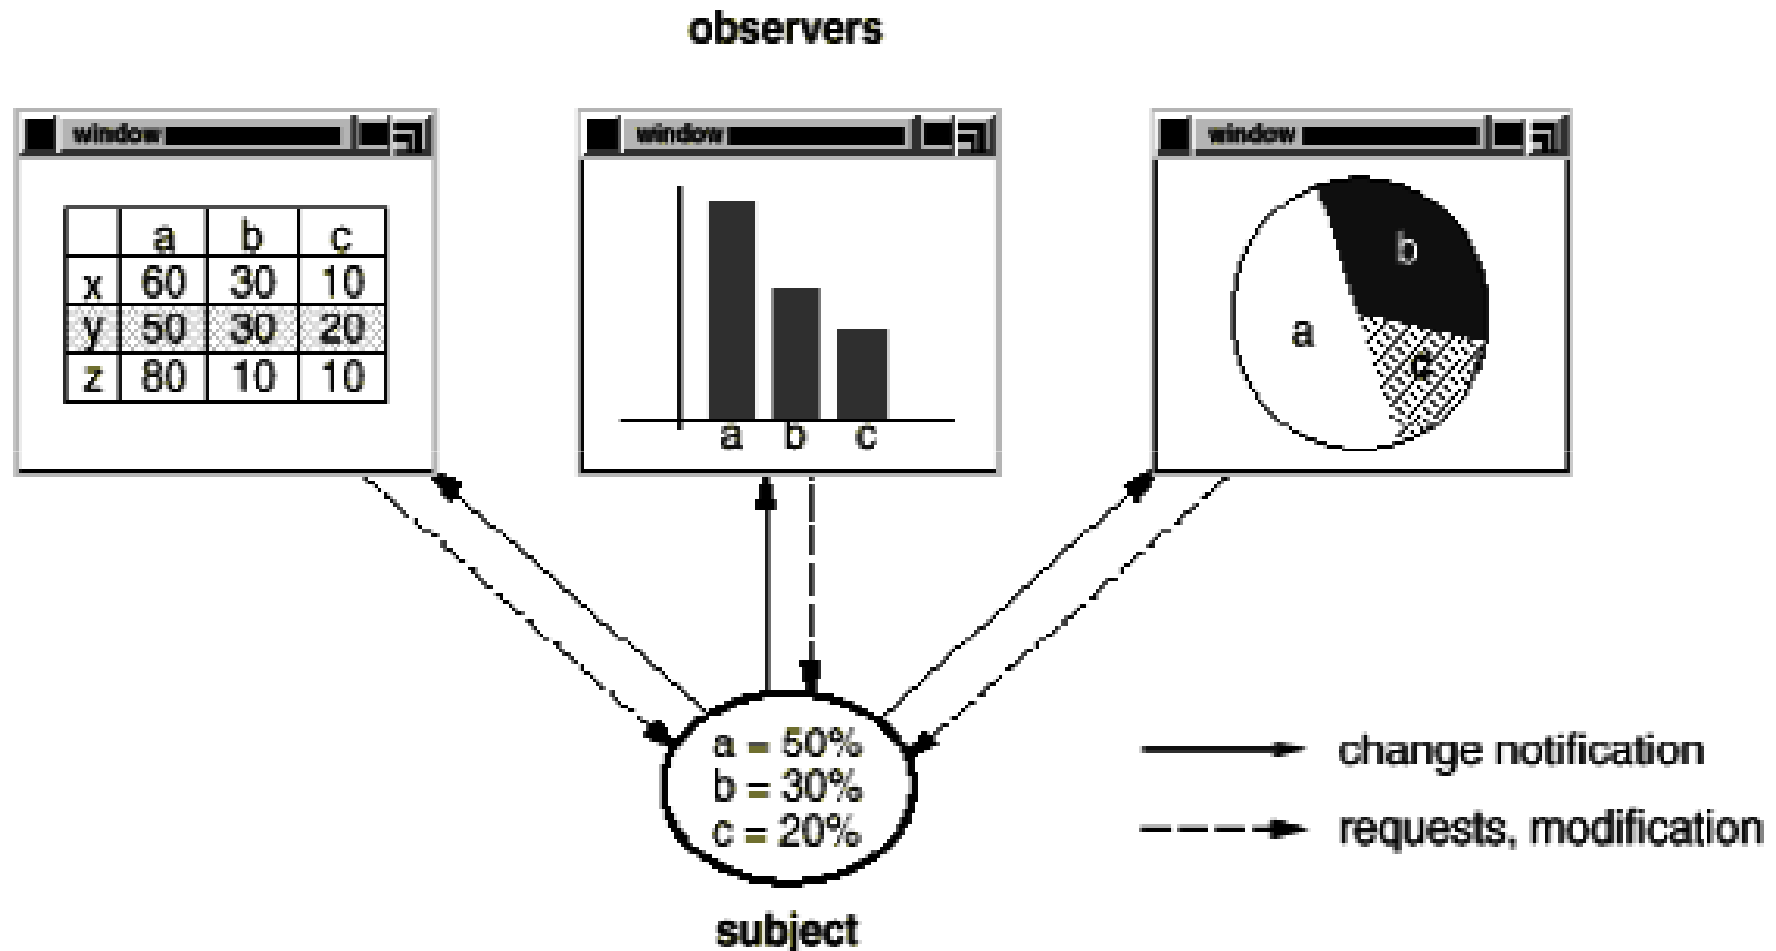 observers
window
a b c
x 60 30 10
y 50 30 20
z 80 10 10
window
a b c
window
b
a
c
a = 50%
b = 30%
c = 20%
change notification
requests, modification
subject